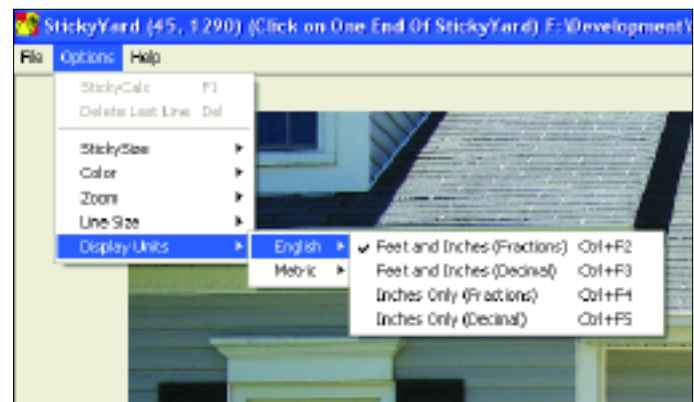 StickyYard (45, 1290) (Click on One End Of StickyYard) F:\Development\
File Options Help
StickyCalc F1
Delete Last Line Del
StickySize
Color
Zoom
Line Size
Display Units
English
Metric
Feet and Inches (Fractions) Ctrl+F2
Feet and Inches (Decimal) Ctrl+F3
Inches Only (Fractions) Ctrl+F4
Inches Only (Decimal) Ctrl+F5